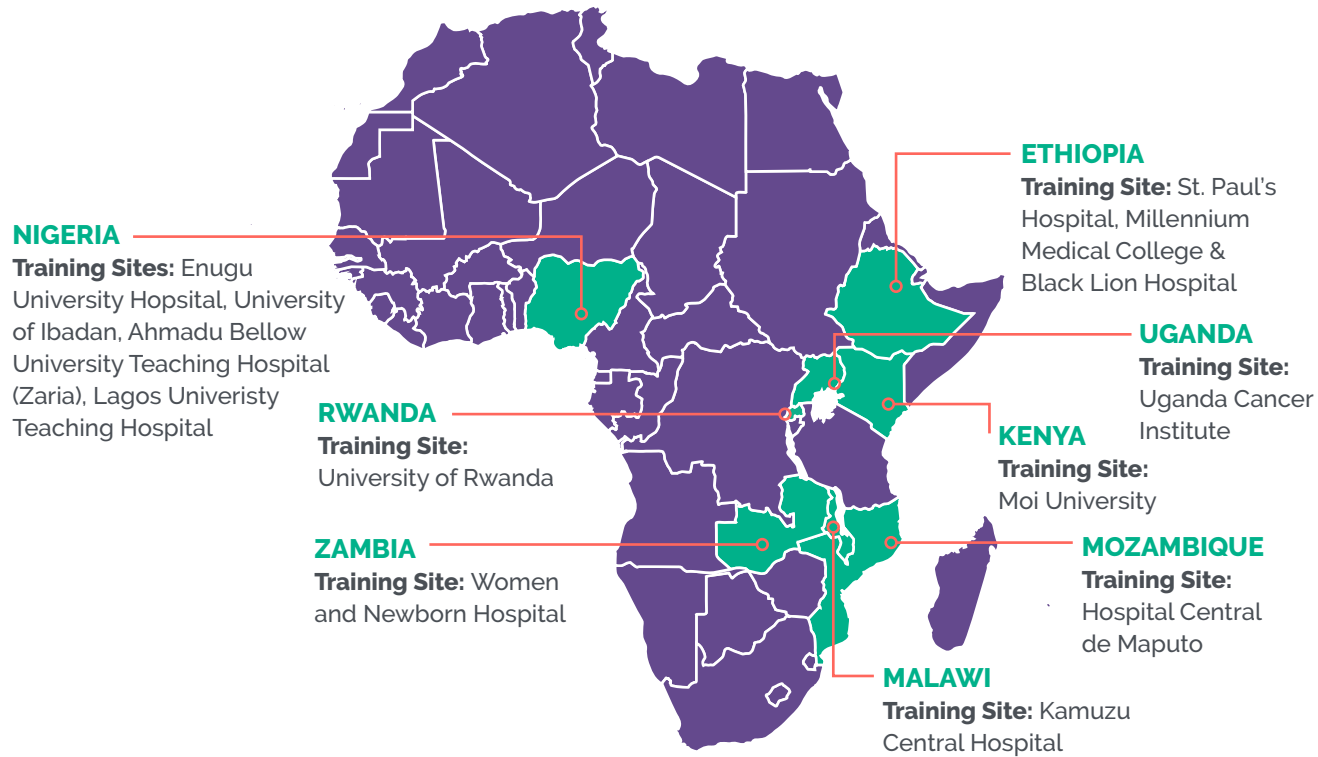 NIGERIA
Training Sites: Enugu
University Hopsital, University
of Ibadan, Ahmadu Bellow
University Teaching Hospital
(Zaria), Lagos Univeristy
Teaching Hospital
RWANDA
Training Site:
University of Rwanda
ZAMBIA
Training Site: Women
and Newborn Hospital
ETHIOPIA
Training Site: St. Paul’s
Hospital, Millennium
Medical College &
Black Lion Hospital
UGANDA
Training Site:
Uganda Cancer
Institute
KENYA
Training Site:
Moi University
MOZAMBIQUE
Training Site:
Hospital Central
de Maputo
MALAWI
Training Site: Kamuzu
Central Hospital